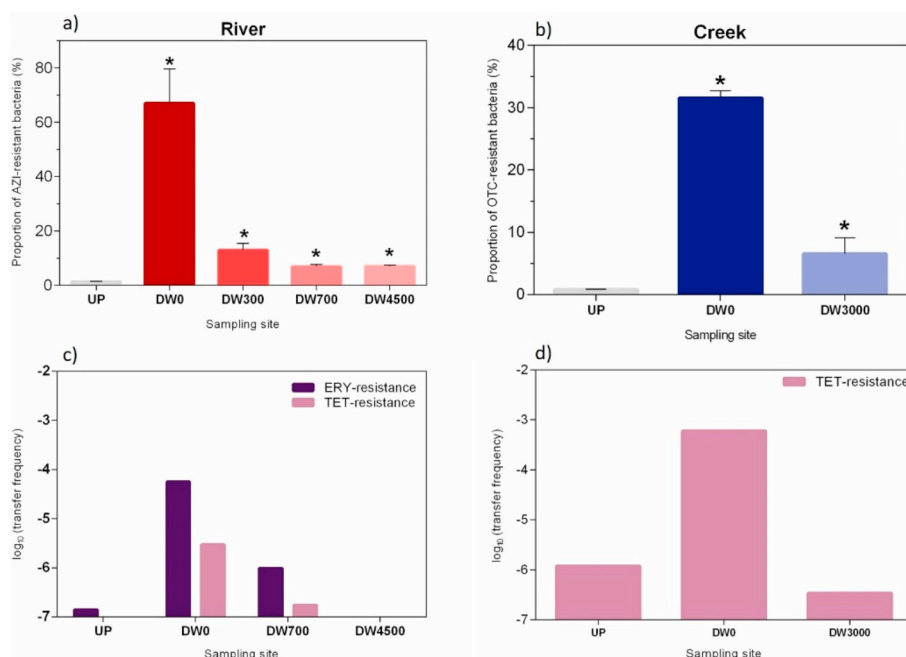 a)
River
Proportion of AZI-resistant bacteria (%)
80
60
40
20
0
*
*
*
*
UP DW0 DW300 DW700 DW4500
Sampling site
b)
Creek
Proportion of OTC-resistant bacteria (%)
40
30
20
10
0
*
*
UP DW0 DW3000
Sampling site
c)
ERY-resistance
TET-resistance
log10 (transfer frequency)
-2
-3
-4
-5
-6
-7
UP DW0 DW700 DW4500
Sampling site
d)
TET-resistance
log10 (transfer frequency)
-2
-3
-4
-5
-6
-7
UP DW0 DW3000
Sampling site